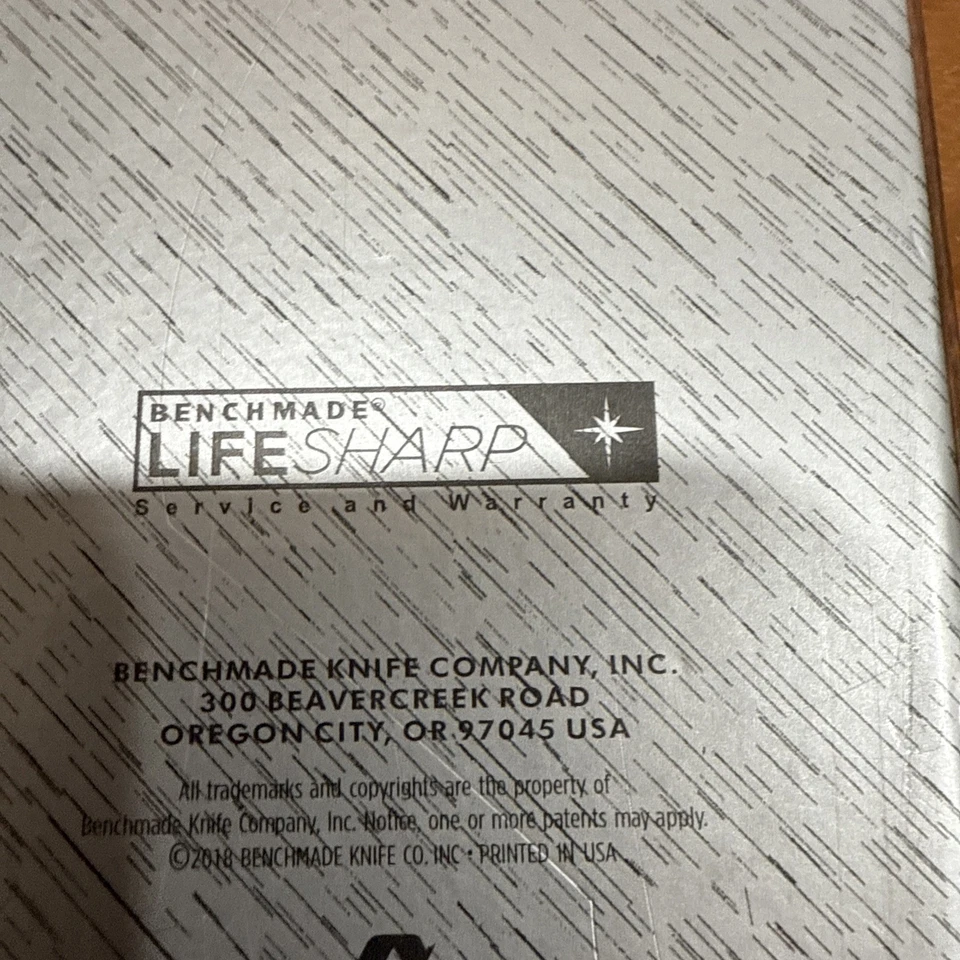 BENCHMADE®
LIFESHARP
Service and Warranty
BENCHMADE KNIFE COMPANY, INC.
300 BEAVERCREEK ROAD
OREGON CITY, OR 97045 USA
All trademarks and copyrights are the property of
Benchmade Knife Company, Inc. Notice, one or more patents may apply.
©2018 BENCHMADE KNIFE CO. INC • PRINTED IN USA